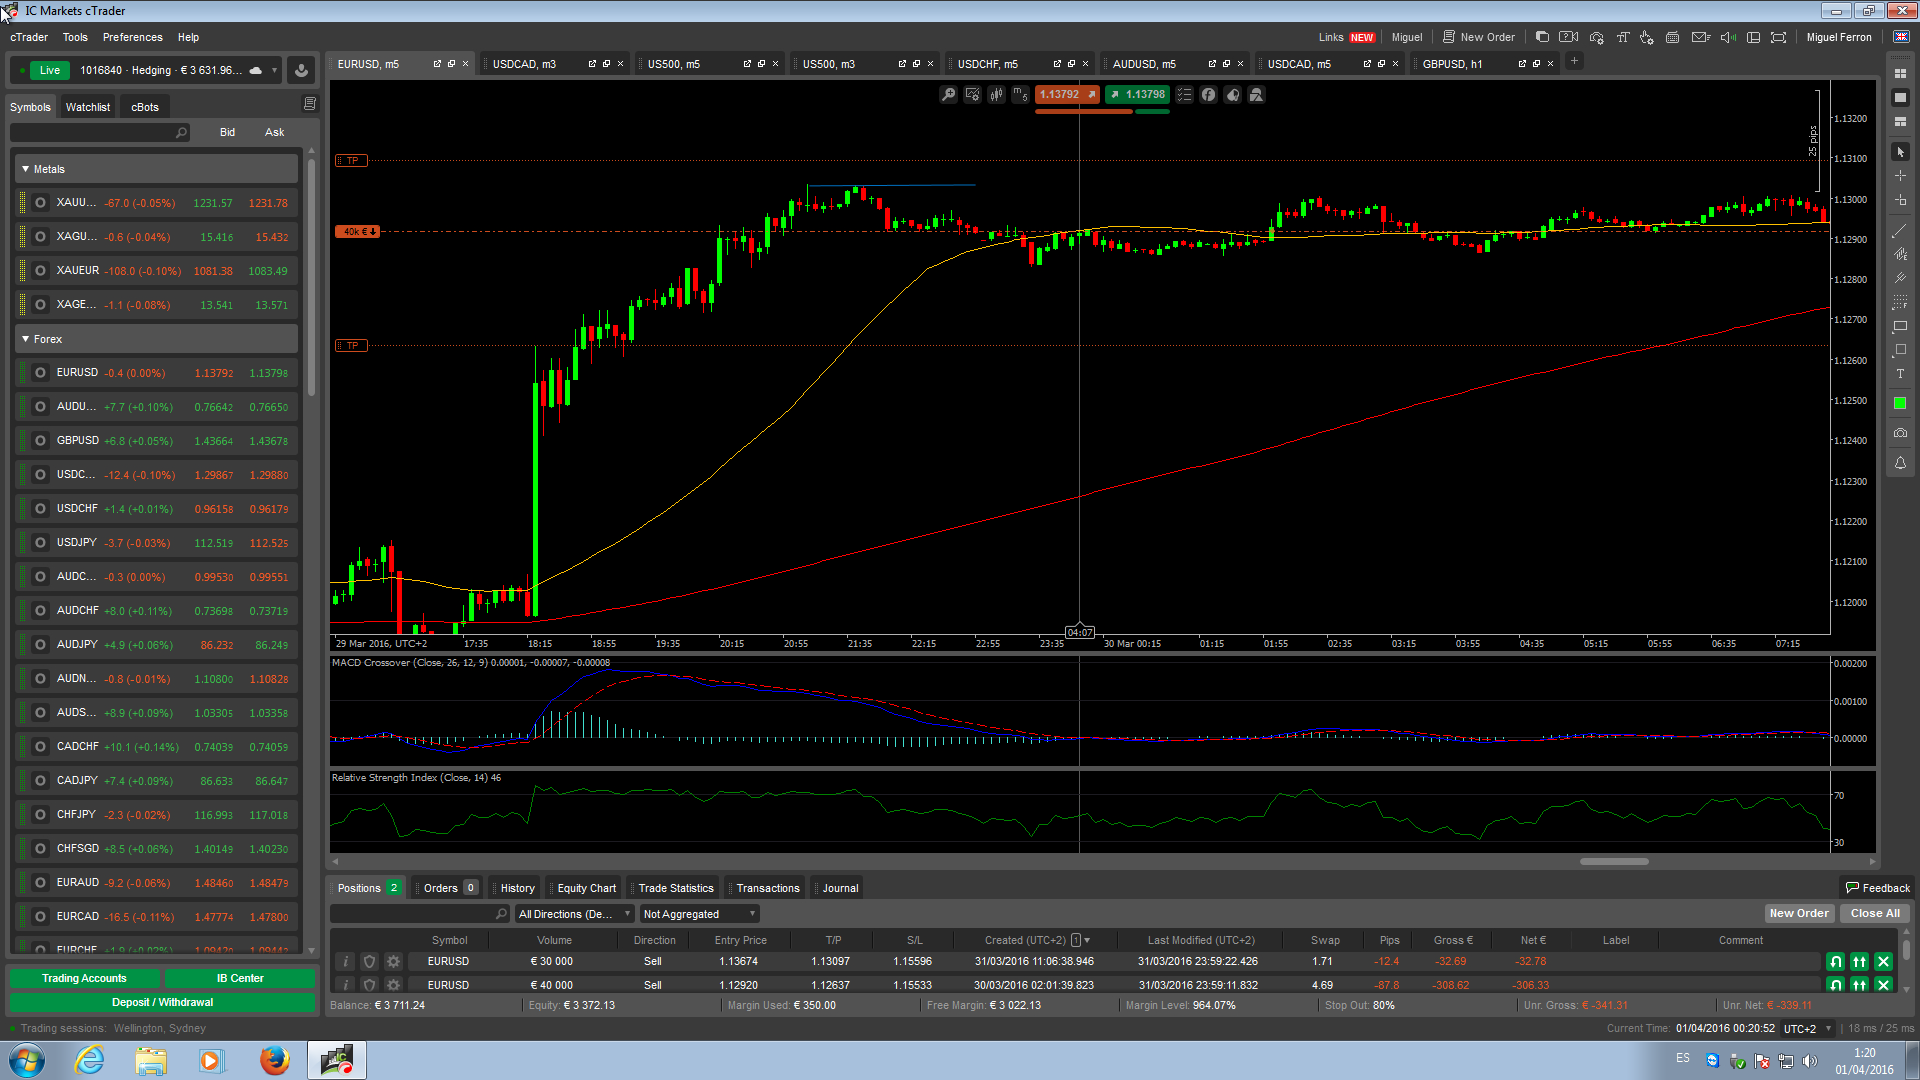 IC Markets cTrader
cTrader Tools Preferences Help
Links NEW Miguel New Order Miguel Ferron
Live 1016840 · Hedging · € 3 631.96...
EURUSD, m5 USDCAD, m3 US500, m5 US500, m3 USDCHF, m5 AUDUSD, m5 USDCAD, m5 GBPUSD, h1
Symbols Watchlist cBots
Bid Ask
Metals
XAUU... -67.0 (-0.05%) 1231.57 1231.78
XAGU... -0.6 (-0.04%) 15.416 15.432
XAUEUR -108.0 (-0.10%) 1081.38 1083.49
XAGE... -1.1 (-0.08%) 13.541 13.571
Forex
EURUSD -0.4 (0.00%) 1.13792 1.13798
AUDU... +7.7 (+0.10%) 0.76642 0.76650
GBPUSD +6.8 (+0.05%) 1.43664 1.43678
USDC... -12.4 (-0.10%) 1.29867 1.29880
USDCHF +1.4 (+0.01%) 0.96158 0.96179
USDJPY -3.7 (-0.03%) 112.519 112.525
AUDC... -0.3 (0.00%) 0.99530 0.99551
AUDCHF +8.0 (+0.11%) 0.73698 0.73719
AUDJPY +4.9 (+0.06%) 86.232 86.249
AUDN... -0.8 (-0.01%) 1.10800 1.10828
AUDS... +8.9 (+0.09%) 1.03305 1.03358
CADCHF +10.1 (+0.14%) 0.74039 0.74059
CADJPY +7.4 (+0.09%) 86.633 86.647
CHFJPY -2.3 (-0.02%) 116.993 117.018
CHFSGD +8.5 (+0.06%) 1.40149 1.40230
EURAUD -9.2 (-0.06%) 1.48460 1.48479
EURCAD -16.5 (-0.11%) 1.47774 1.47800
EURCHF +1.9 (+0.02%) 1.09420 1.09442
Trading Accounts IB Center
Deposit / Withdrawal
m5 1.13792 1.13798
25 pips
TP
40k €
TP
1.13200
1.13100
1.13000
1.12900
1.12800
1.12700
1.12600
1.12500
1.12400
1.12300
1.12200
1.12100
1.12000
04:07
29 Mar 2016, UTC+2 17:35 18:15 18:55 19:35 20:15 20:55 21:35 22:15 22:55 23:35 30 Mar 00:15 01:15 01:55 02:35 03:15 03:55 04:35 05:15 05:55 06:35 07:15
MACD Crossover (Close, 26, 12, 9) 0.00001, -0.00007, -0.00008
0.00200
0.00100
0.00000
Relative Strength Index (Close, 14) 46
70
30
T
Positions 2 Orders 0 History Equity Chart Trade Statistics Transactions Journal Feedback
All Directions (De... Not Aggregated New Order Close All
Symbol Volume Direction Entry Price T/P S/L Created (UTC+2) 1 Last Modified (UTC+2) Swap Pips Gross € Net € Label Comment
EURUSD € 30 000 Sell 1.13674 1.13097 1.15596 31/03/2016 11:06:38.946 31/03/2016 23:59:22.426 1.71 -12.4 -32.69 -32.78
EURUSD € 40 000 Sell 1.12920 1.12637 1.15533 30/03/2016 02:01:39.823 31/03/2016 23:59:11.832 4.69 -87.8 -308.62 -306.33
Balance: € 3 711.24 Equity: € 3 372.13 Margin Used: € 350.00 Free Margin: € 3 022.13 Margin Level: 964.07% Stop Out: 80% Unr. Gross: € -341.31 Unr. Net: € -339.11
Trading sessions: Wellington, Sydney Current Time: 01/04/2016 00:20:52 UTC+2 18 ms / 25 ms
ES 1:20
01/04/2016